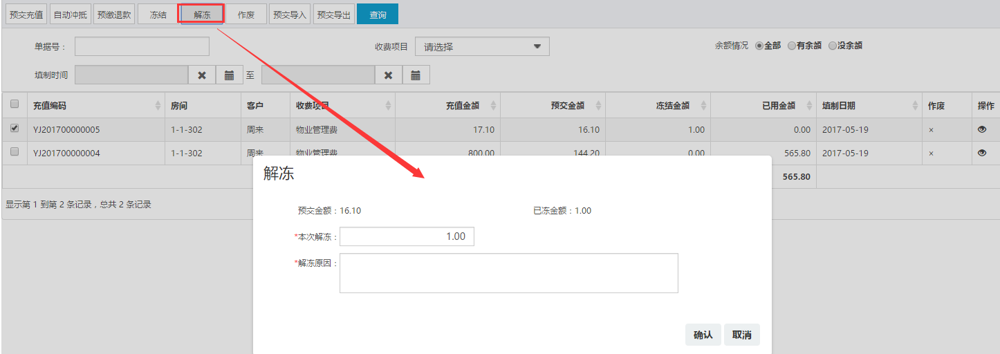 预交充值 自动冲抵 预缴退款 冻结 解冻 作废 预交导入 预交导出 查询
单据号： 收费项目 请选择 余额情况 全部 有余额 没余额
填制时间 至
充值编码 房间 客户 收费项目 充值金额 预交金额 冻结金额 已用金额 填制日期 作废 操作
YJ201700000005 1-1-302 周来 物业管理费 17.10 16.10 1.00 0.00 2017-05-19 ×
YJ201700000004 1-1-302 周来 物业管理费 800.00 144.20 0.00 565.80 2017-05-19 ×
565.80
显示第 1 到第 2 条记录，总共 2 条记录
解冻
预交金额：16.10 已冻金额：1.00
*本次解冻： 1.00
*解冻原因：
确认 取消